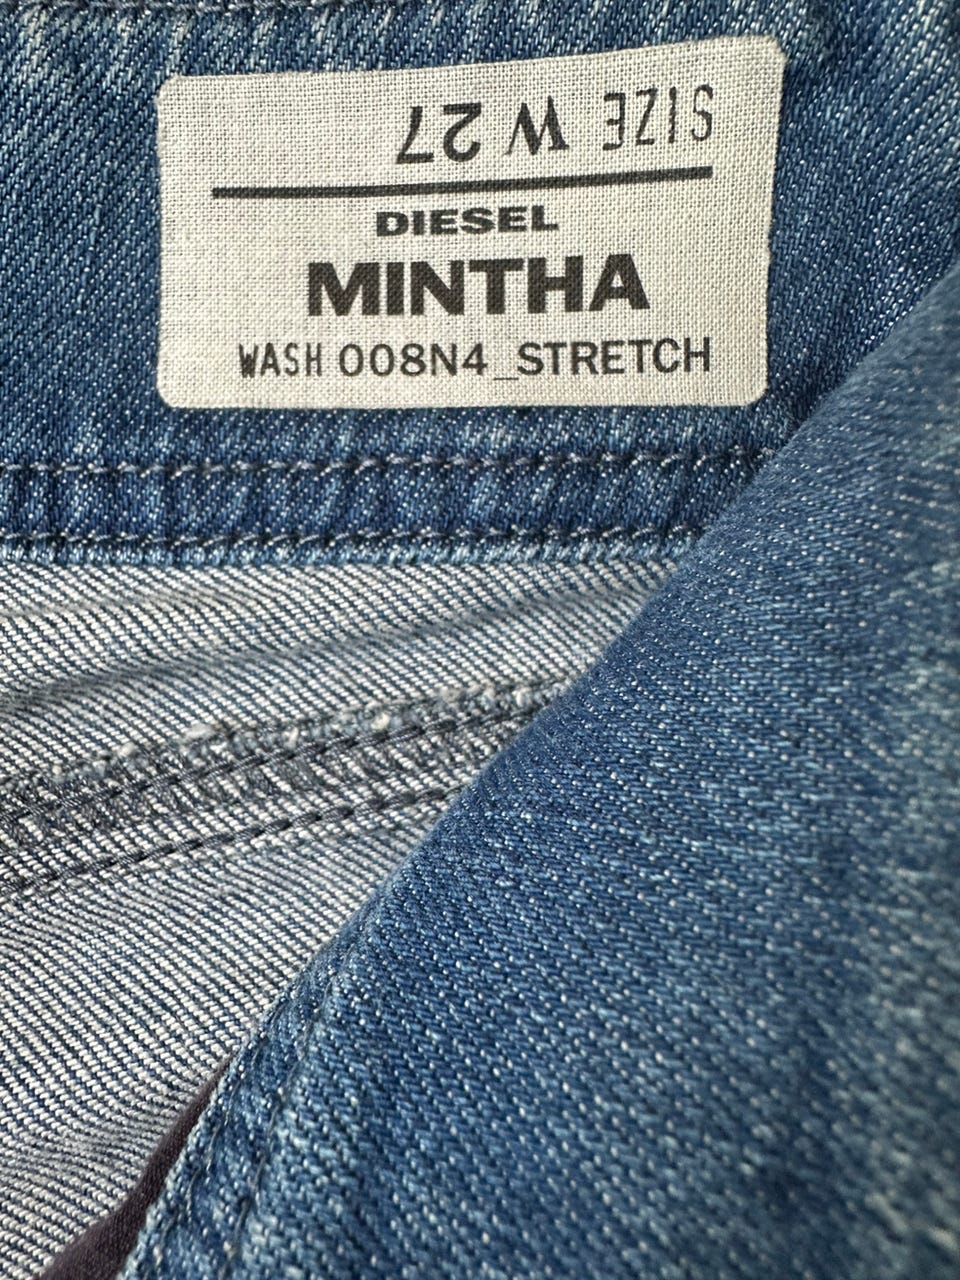 SIZE W 27
DIESEL
MINTHA
WASH 008N4_STRETCH